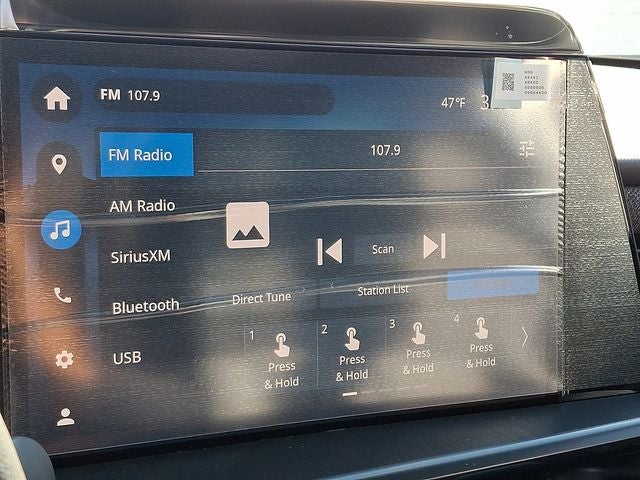 FM 107.9
47°F
FM Radio
107.9
AM Radio
SiriusXM
Scan
Bluetooth
Direct Tune
Station List
USB
1
Press
& Hold
2
Press
& Hold
3
Press
& Hold
4
Press
& Hold